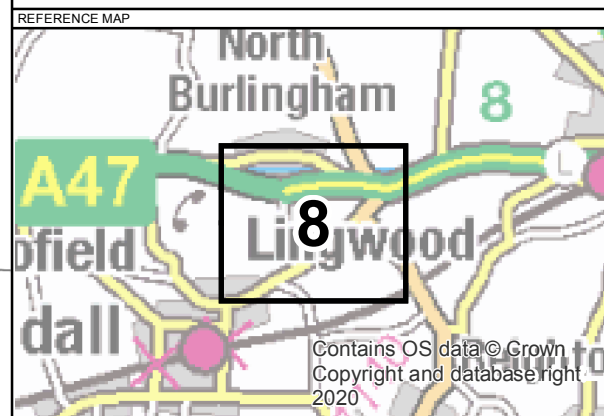 REFERENCE MAP
North
Burlingham
8
A47
L
8
Lingwood
ofield
dall
Contains OS data © Crown
Copyright and database right
2020